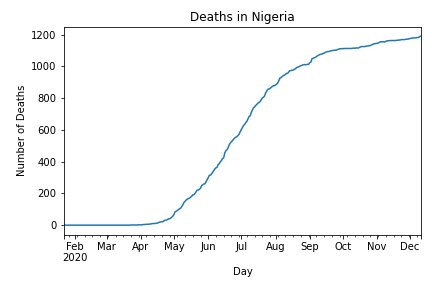 Deaths in Nigeria
1200
1000
800
600
400
200
0
Number of Deaths
Feb Mar Apr May Jun Jul Aug Sep Oct Nov Dec
2020
Day